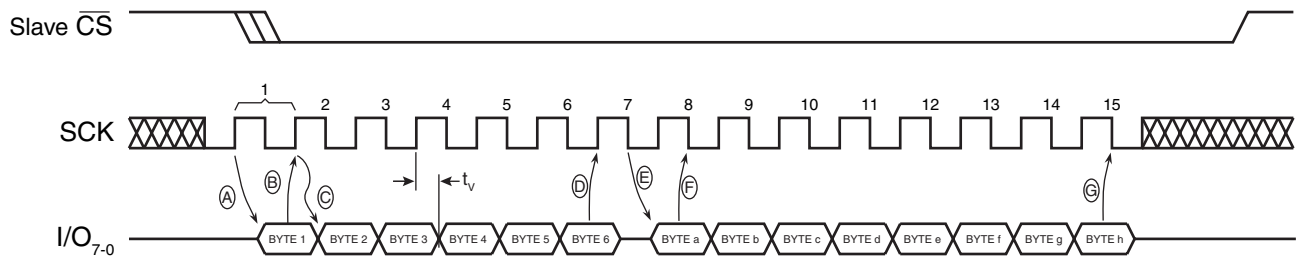 Slave CS
1 2 3 4 5 6 7 8 9 10 11 12 13 14 15
SCK
A B C tV D E F G
I/O7-0
BYTE 1 BYTE 2 BYTE 3 BYTE 4 BYTE 5 BYTE 6 BYTE a BYTE b BYTE c BYTE d BYTE e BYTE f BYTE g BYTE h